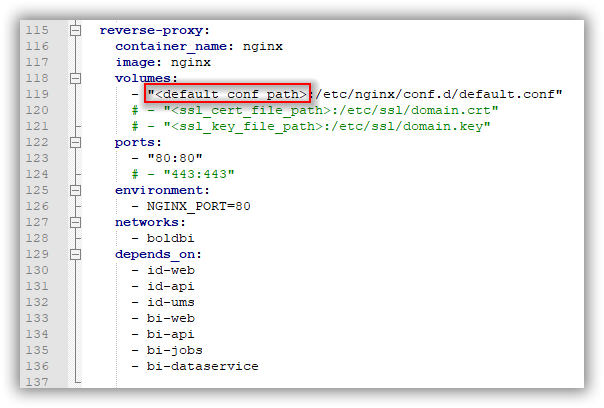 115 reverse-proxy:
116 container_name: nginx
117 image: nginx
118 volumes:
119 - "<default_conf_path>:/etc/nginx/conf.d/default.conf"
120 # - "<ssl_cert_file_path>:/etc/ssl/domain.crt"
121 # - "<ssl_key_file_path>:/etc/ssl/domain.key"
122 ports:
123 - "80:80"
124 # - "443:443"
125 environment:
126 - NGINX_PORT=80
127 networks:
128 - boldbi
129 depends_on:
130 - id-web
131 - id-api
132 - id-ums
133 - bi-web
134 - bi-api
135 - bi-jobs
136 - bi-dataservice
137